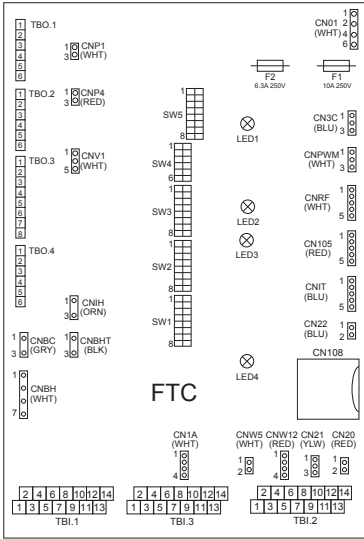 1
2
3
4
5
6
TBO.1
1
3
CNP1
(WHT)
CN01
(WHT)
1
2
4
6
F2
6.3A 250V
F1
10A 250V
1
2
3
4
5
6
TBO.2
1
3
CNP4
(RED)
SW5
8
LED1
CN3C
(BLU)
1
3
1
2
3
4
5
6
7
8
TBO.3
1
5
CNV1
(WHT)
1
6
SW4
CNPWM
(WHT)
1
3
1
8
SW3
LED2
CNRF
(WHT)
1
5
1
2
3
4
5
6
TBO.4
1
8
SW2
LED3
CN105
(RED)
1
5
1
3
CNIH
(ORN)
1
8
SW1
CNIT
(BLU)
1
5
1
3
CNBC
(GRY)
1
3
CNBHT
(BLK)
CN22
(BLU)
1
2
1
7
CNBH
(WHT)
FTC
LED4
CN108
CN1A
(WHT)
1
4
CNW5
(WHT)
1
2
CNW12
(RED)
1
4
CN21
(YLW)
1
3
CN20
(RED)
1
2
2 4 6 8 10 12 14
1 3 5 7 9 11 13
TBI.1
2 4 6 8 10 12 14
1 3 5 7 9 11 13
TBI.3
2 4 6 8 10 12 14
1 3 5 7 9 11 13
TBI.2